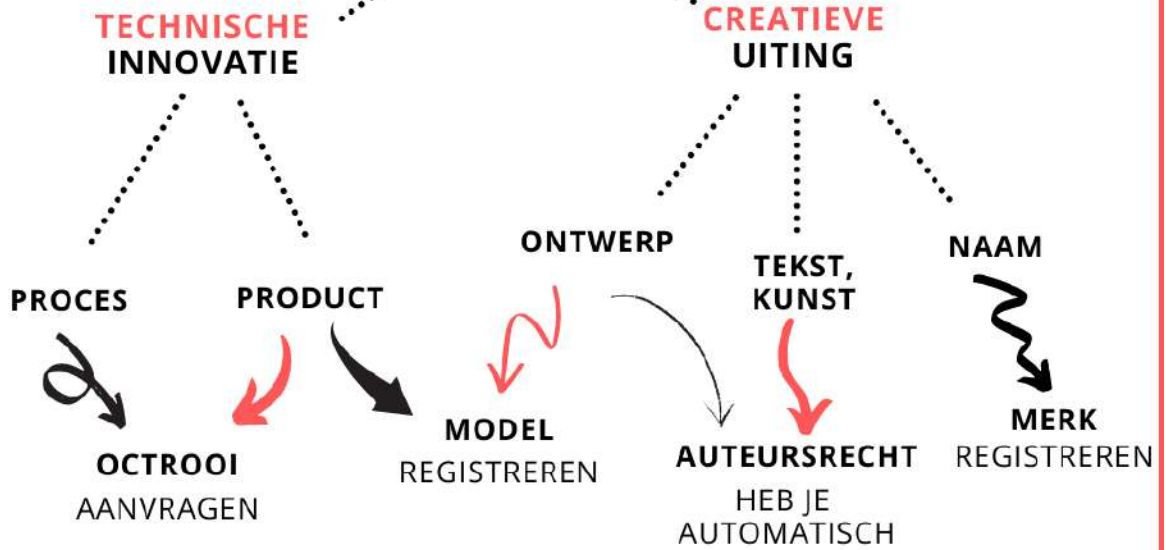 TECHNISCHE
INNOVATIE
CREATIEVE
UITING
PROCES
PRODUCT
ONTWERP
TEKST,
KUNST
NAAM
OCTROOI
AANVRAGEN
MODEL
REGISTREREN
AUTEURSRECHT
HEB JE
AUTOMATISCH
MERK
REGISTREREN